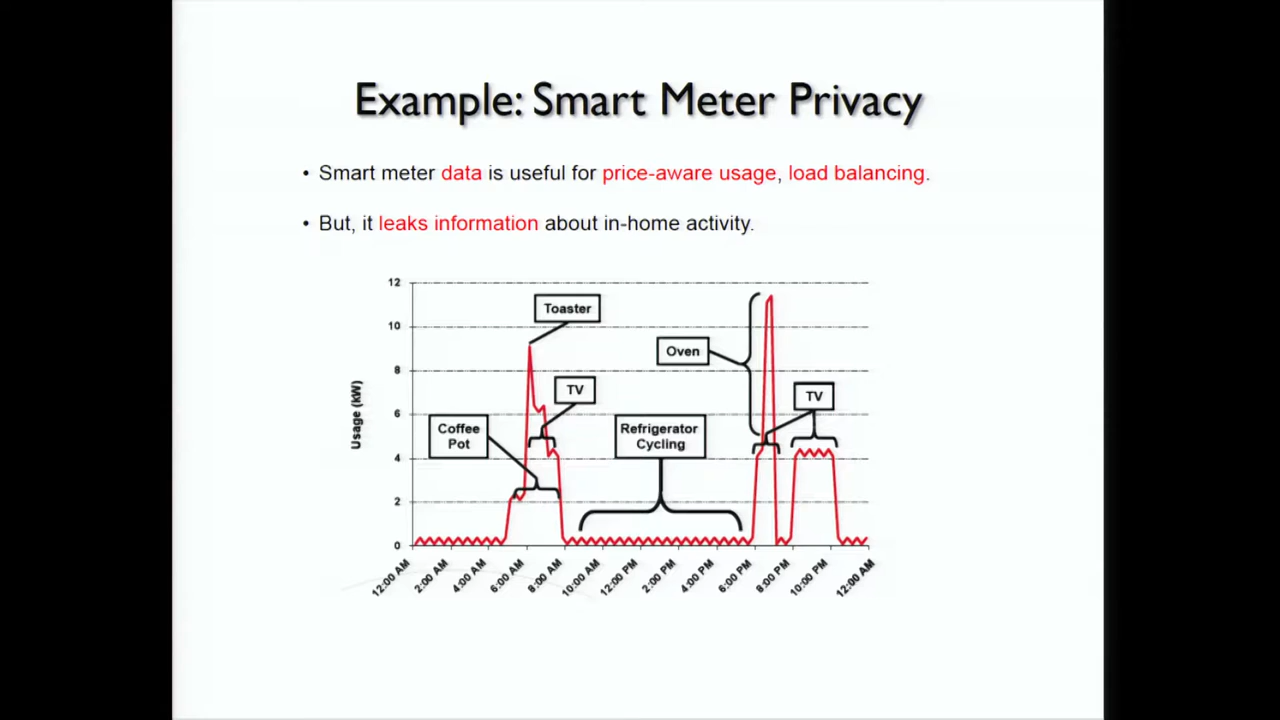 Example: Smart Meter Privacy
• Smart meter data is useful for price-aware usage, load balancing.
• But, it leaks information about in-home activity.
12
10
8
6
4
2
0
Usage (kW)
Toaster
TV
Coffee
Pot
Refrigerator
Cycling
Oven
TV
12:00 AM
2:00 AM
4:00 AM
6:00 AM
8:00 AM
10:00 AM
12:00 PM
2:00 PM
4:00 PM
6:00 PM
8:00 PM
10:00 PM
12:00 AM